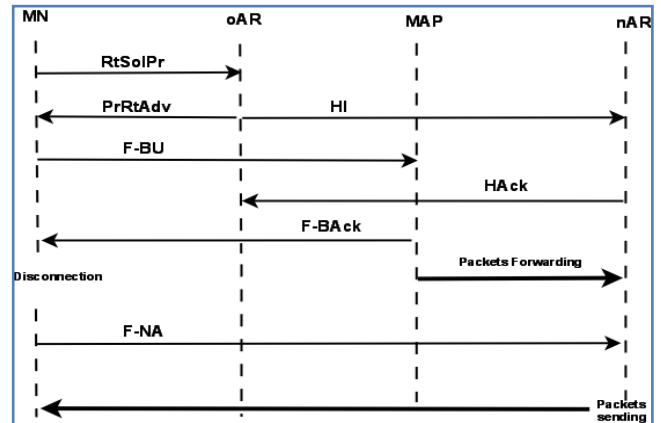 MN oAR MAP nAR
RtSolPr
PrRtAdv HI
F-BU
HAck
F-BAck
Packets Forwarding
Disconnection
F-NA
Packets
sending